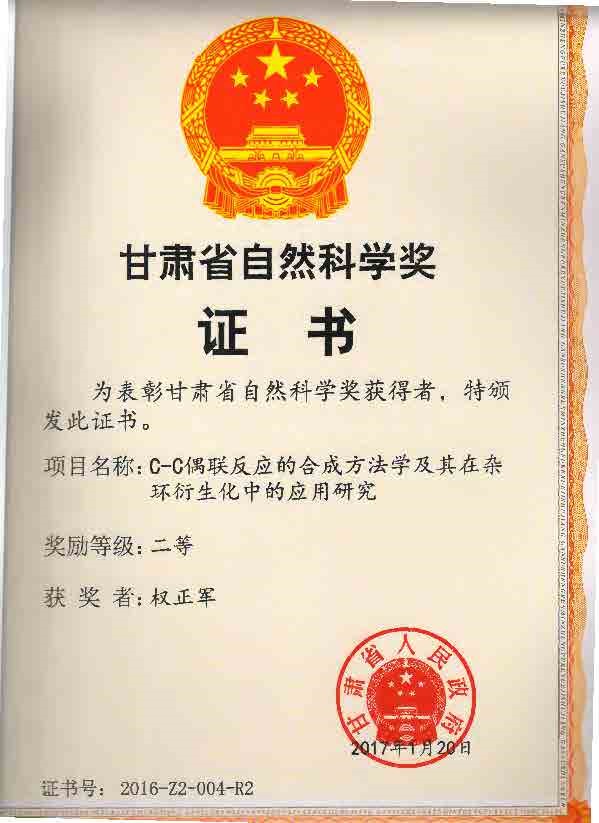 甘肃省自然科学奖
证 书
为表彰甘肃省自然科学奖获得者，特颁
发此证书。
项目名称：C-C偶联反应的合成方法学及其在杂
环衍生化中的应用研究
奖励等级：二等
获 奖 者：权正军
甘肃省人民政府
2017年1月20日
证书号： 2016-Z2-004-R2